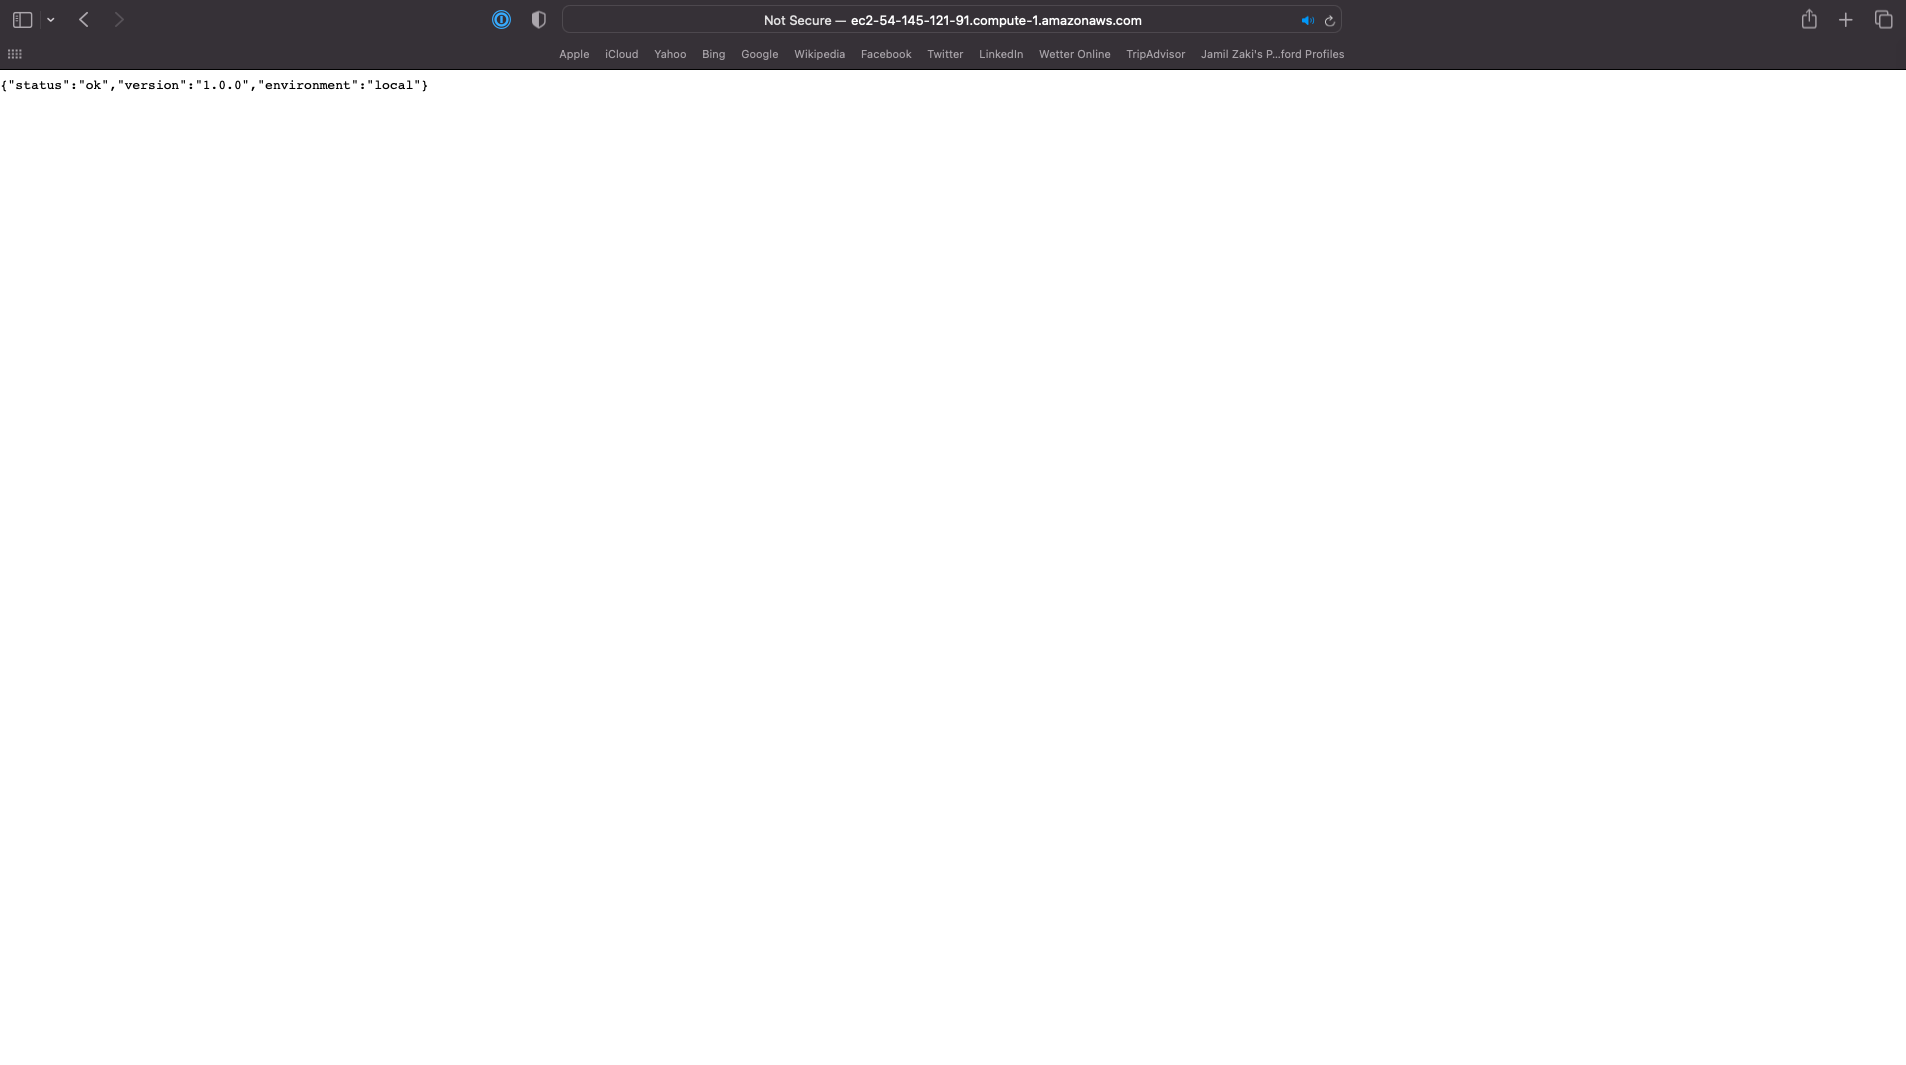 Not Secure — ec2-54-145-121-91.compute-1.amazonaws.com
Apple iCloud Yahoo Bing Google Wikipedia Facebook Twitter LinkedIn Wetter Online TripAdvisor Jamil Zaki's P...ford Profiles
{"status":"ok","version":"1.0.0","environment":"local"}